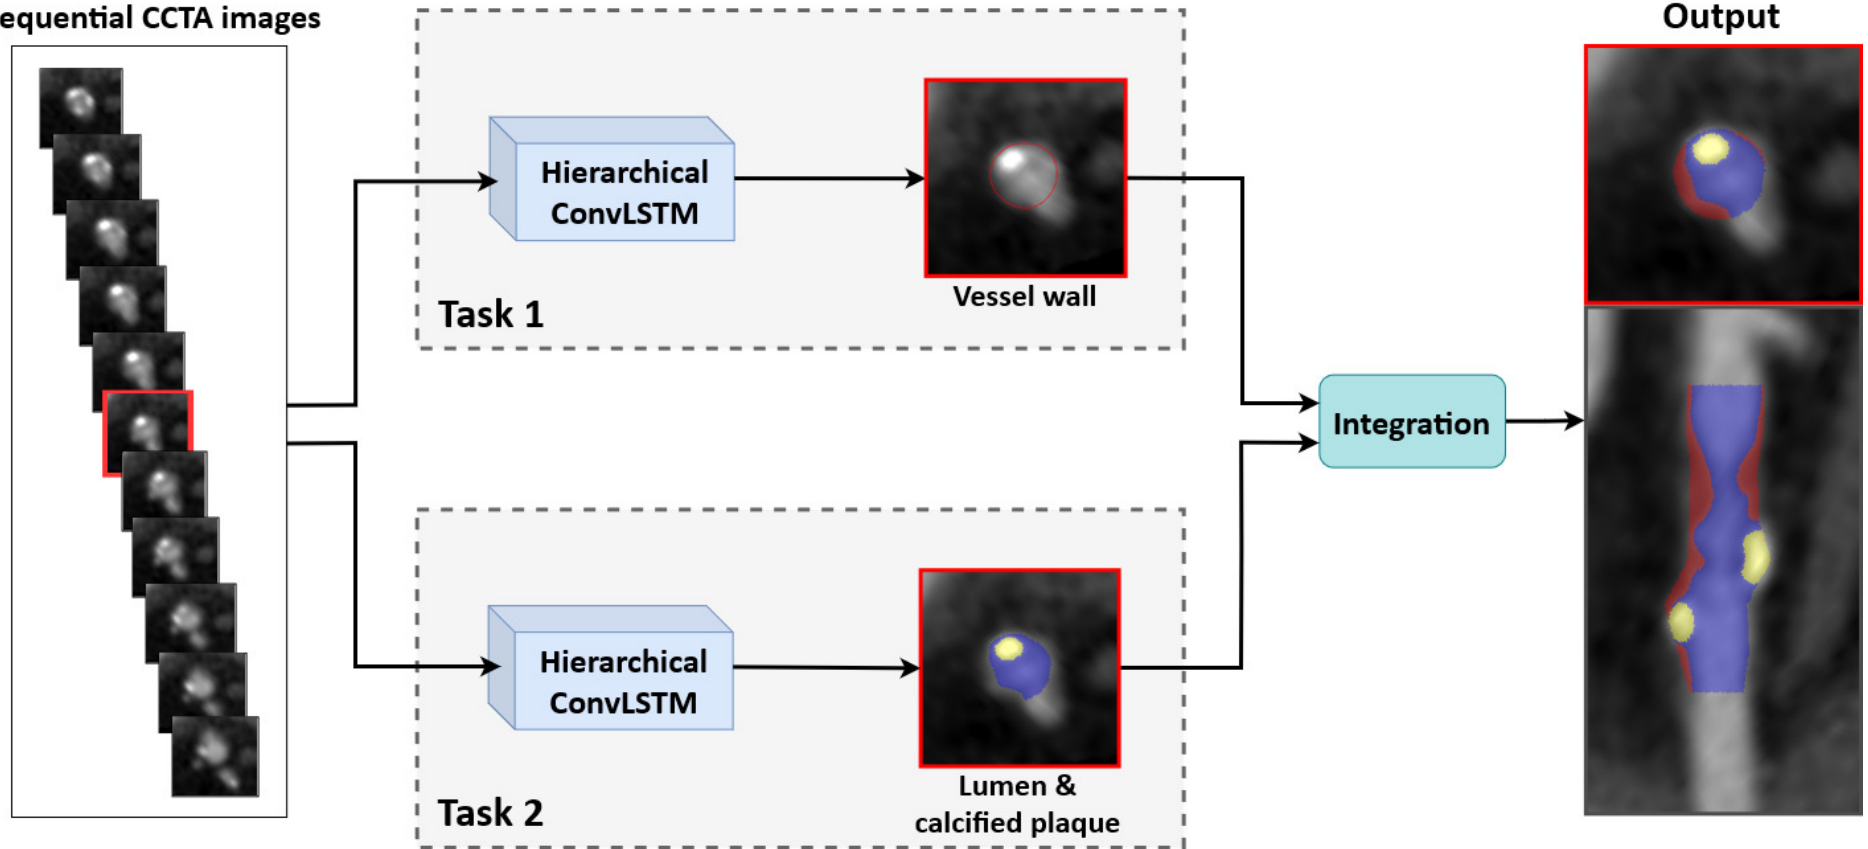 equential CCTA images
Hierarchical
ConvLSTM
Vessel wall
Task 1
Integration
Output
Hierarchical
ConvLSTM
Lumen &
calcified plaque
Task 2